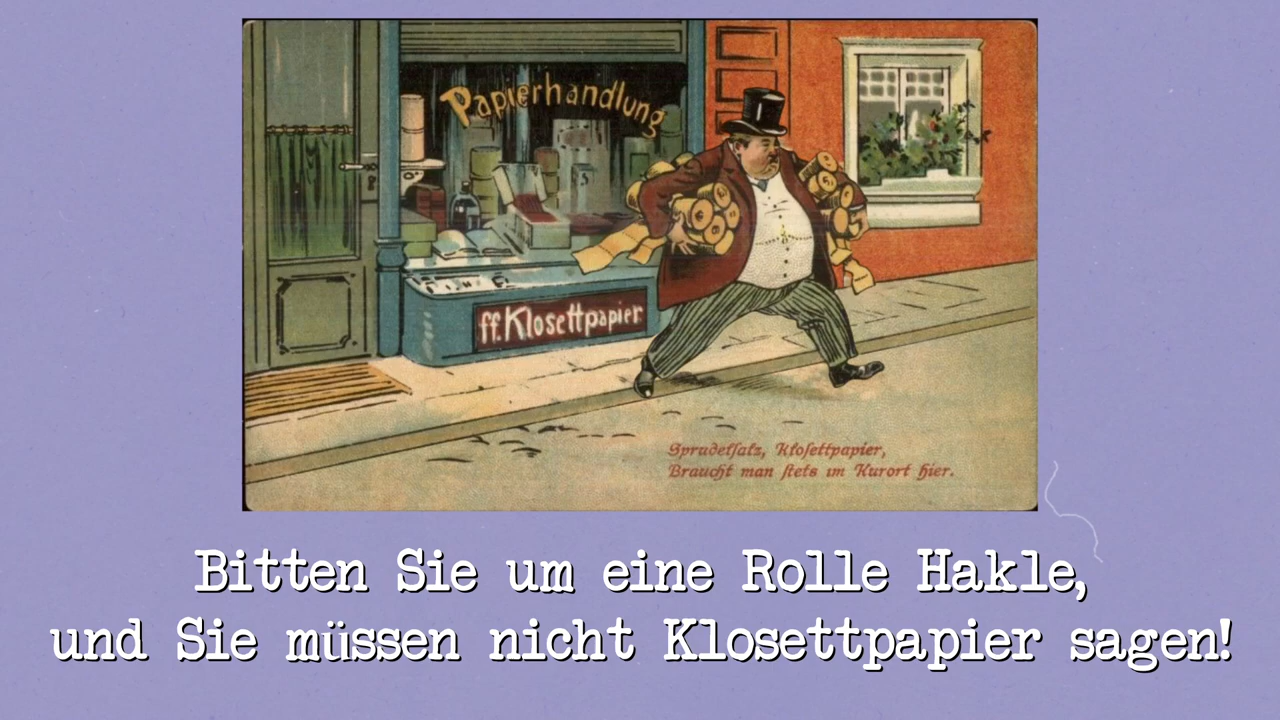 Papierhandlung
ff. Klosettpapier
Sprudelsalz, Klosettpapier,
Braucht man stets im Kurort hier.
Bitten Sie um eine Rolle Hakle,
und Sie müssen nicht Klosettpapier sagen!